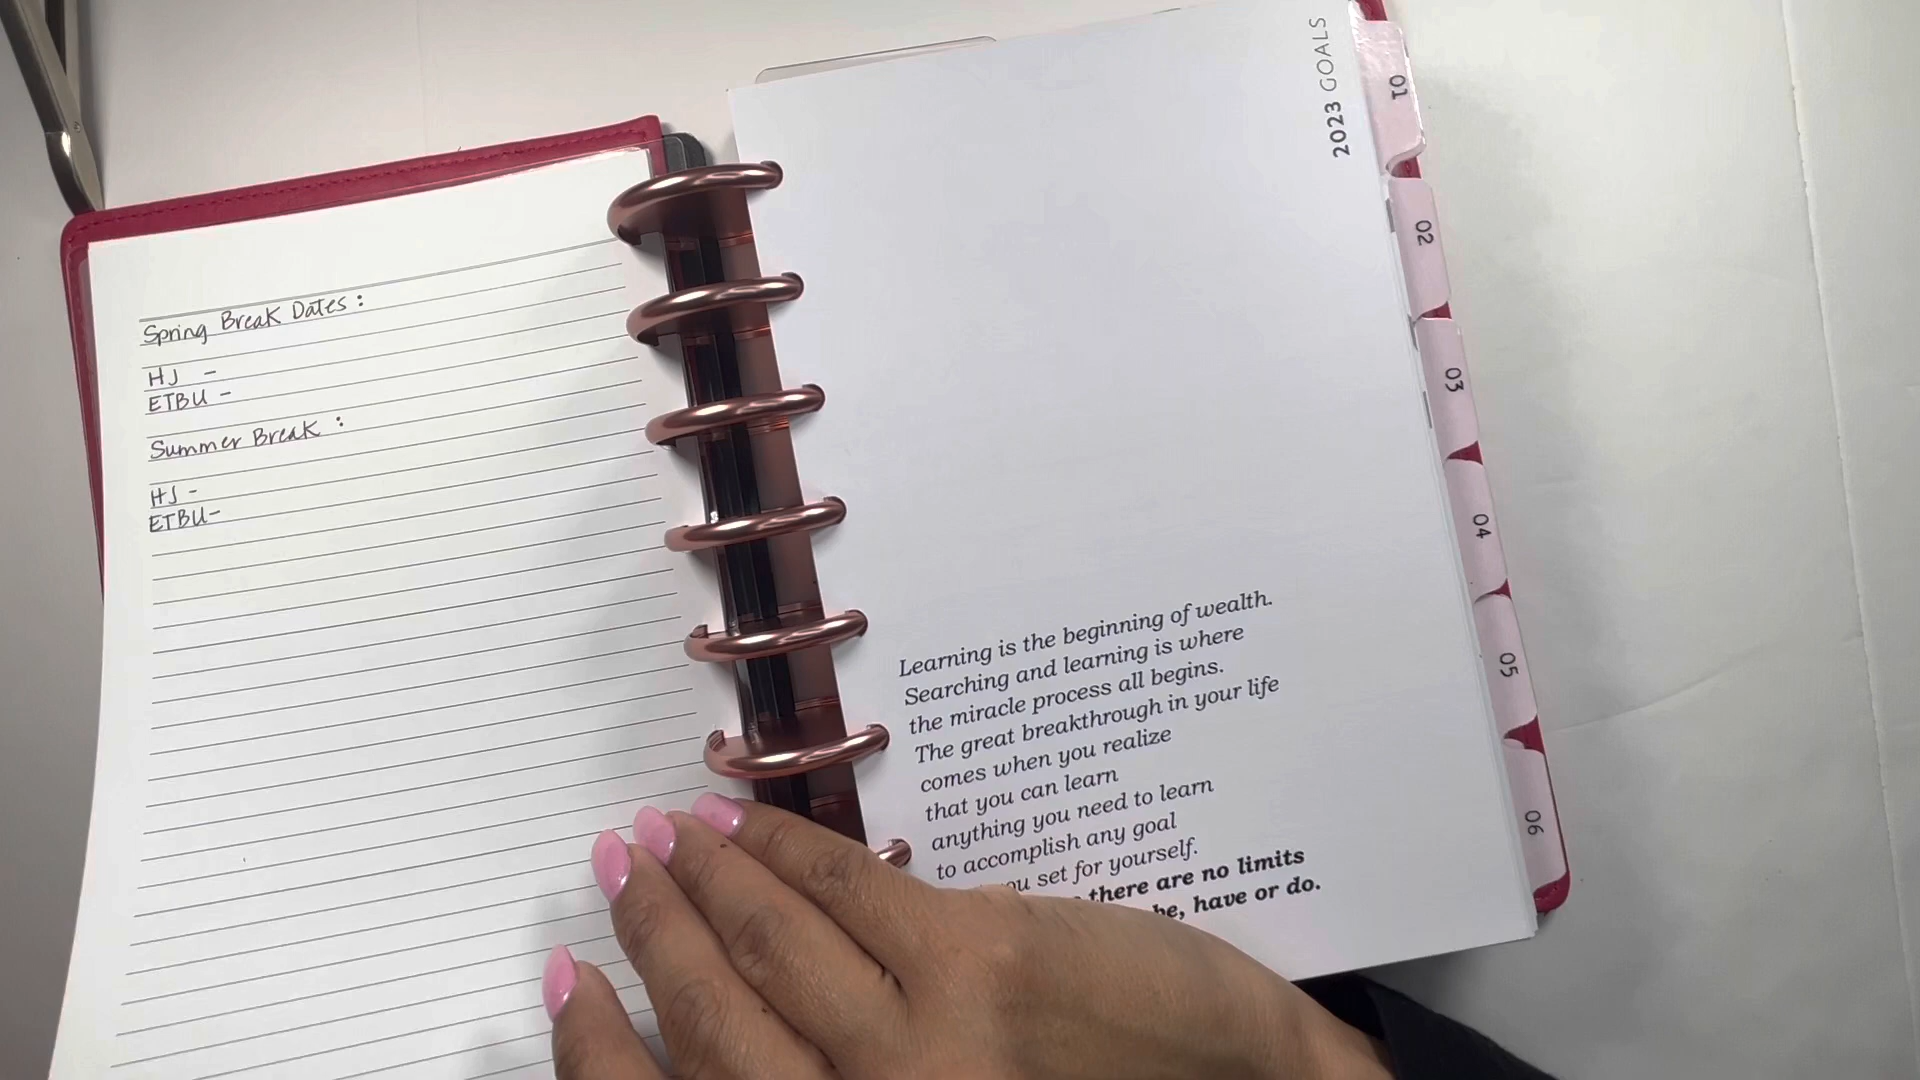 Spring Break Dates :
HJ -
ETBU -
Summer Break :
HJ -
ETBU-
2023 GOALS
Learning is the beginning of wealth.
Searching and learning is where
the miracle process all begins.
The great breakthrough in your life
comes when you realize
that you can learn
anything you need to learn
to accomplish any goal
set for yourself.
there are no limits
be, have or do.
01
02
03
04
05
06